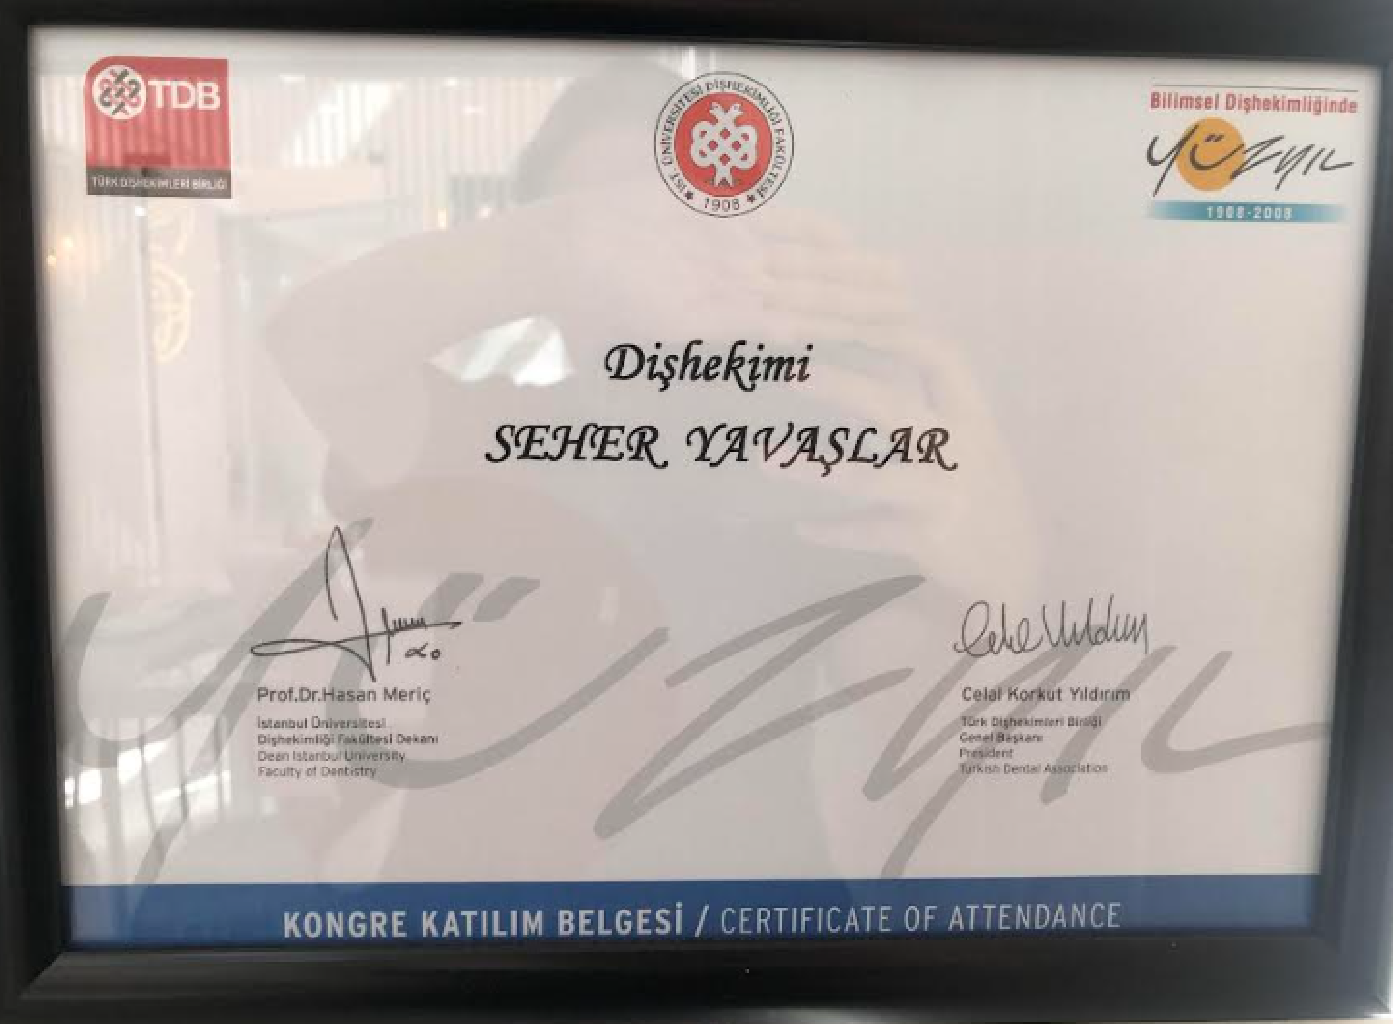 TDB
TÜRK DİŞHEKİMLERİ BİRLİĞİ
İST. ÜNİVERSİTESİ DİŞHEKİMLİĞİ FAKÜLTESİ
1908
Bilimsel Dişhekimliğinde
YÜZYIL
1908-2008
Dişhekimi
SEHER YAVAŞLAR
Prof.Dr.Hasan Meriç
İstanbul Üniversitesi
Dişhekimliği Fakültesi Dekanı
Dean Istanbul University
Faculty of Dentistry
Celal Korkut Yıldırım
Türk Dişhekimleri Birliği
Genel Başkanı
President
Turkish Dental Association
YÜZYIL
KONGRE KATILIM BELGESİ / CERTIFICATE OF ATTENDANCE